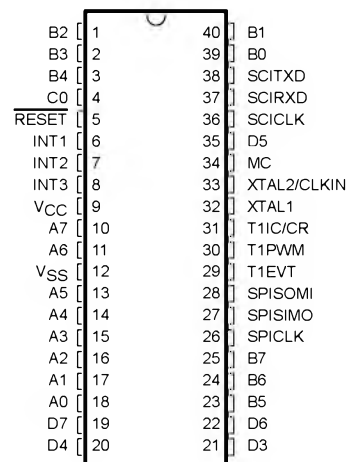 B2 1 40 B1
B3 2 39 B0
B4 3 38 SCITXD
C0 4 37 SCIRXD
RESET 5 36 SCICLK
INT1 6 35 D5
INT2 7 34 MC
INT3 8 33 XTAL2/CLKIN
VCC 9 32 XTAL1
A7 10 31 T1IC/CR
A6 11 30 T1PWM
VSS 12 29 T1EVT
A5 13 28 SPISOMI
A4 14 27 SPISIMO
A3 15 26 SPICLK
A2 16 25 B7
A1 17 24 B6
A0 18 23 B5
D7 19 22 D6
D4 20 21 D3